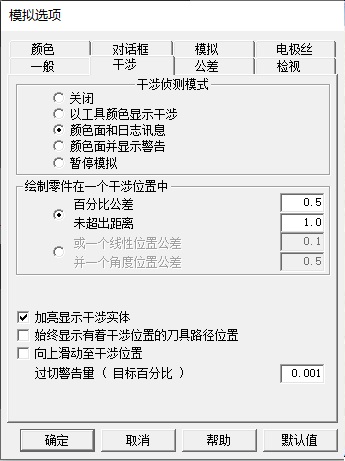 模拟选项
颜色 对话框 模拟 电极丝
一般 干涉 公差 检视
干涉侦测模式
关闭
以工具颜色显示干涉
颜色面和日志讯息
颜色面并显示警告
暂停模拟
绘制零件在一个干涉位置中
百分比公差 0.5
未超出距离 1.0
或一个线性位置公差 0.1
并一个角度位置公差 0.5
加亮显示干涉实体
始终显示有着干涉位置的刀具路径位置
向上滑动至干涉位置
过切警告量 ( 目标百分比 ) 0.001
确定 取消 帮助 默认值